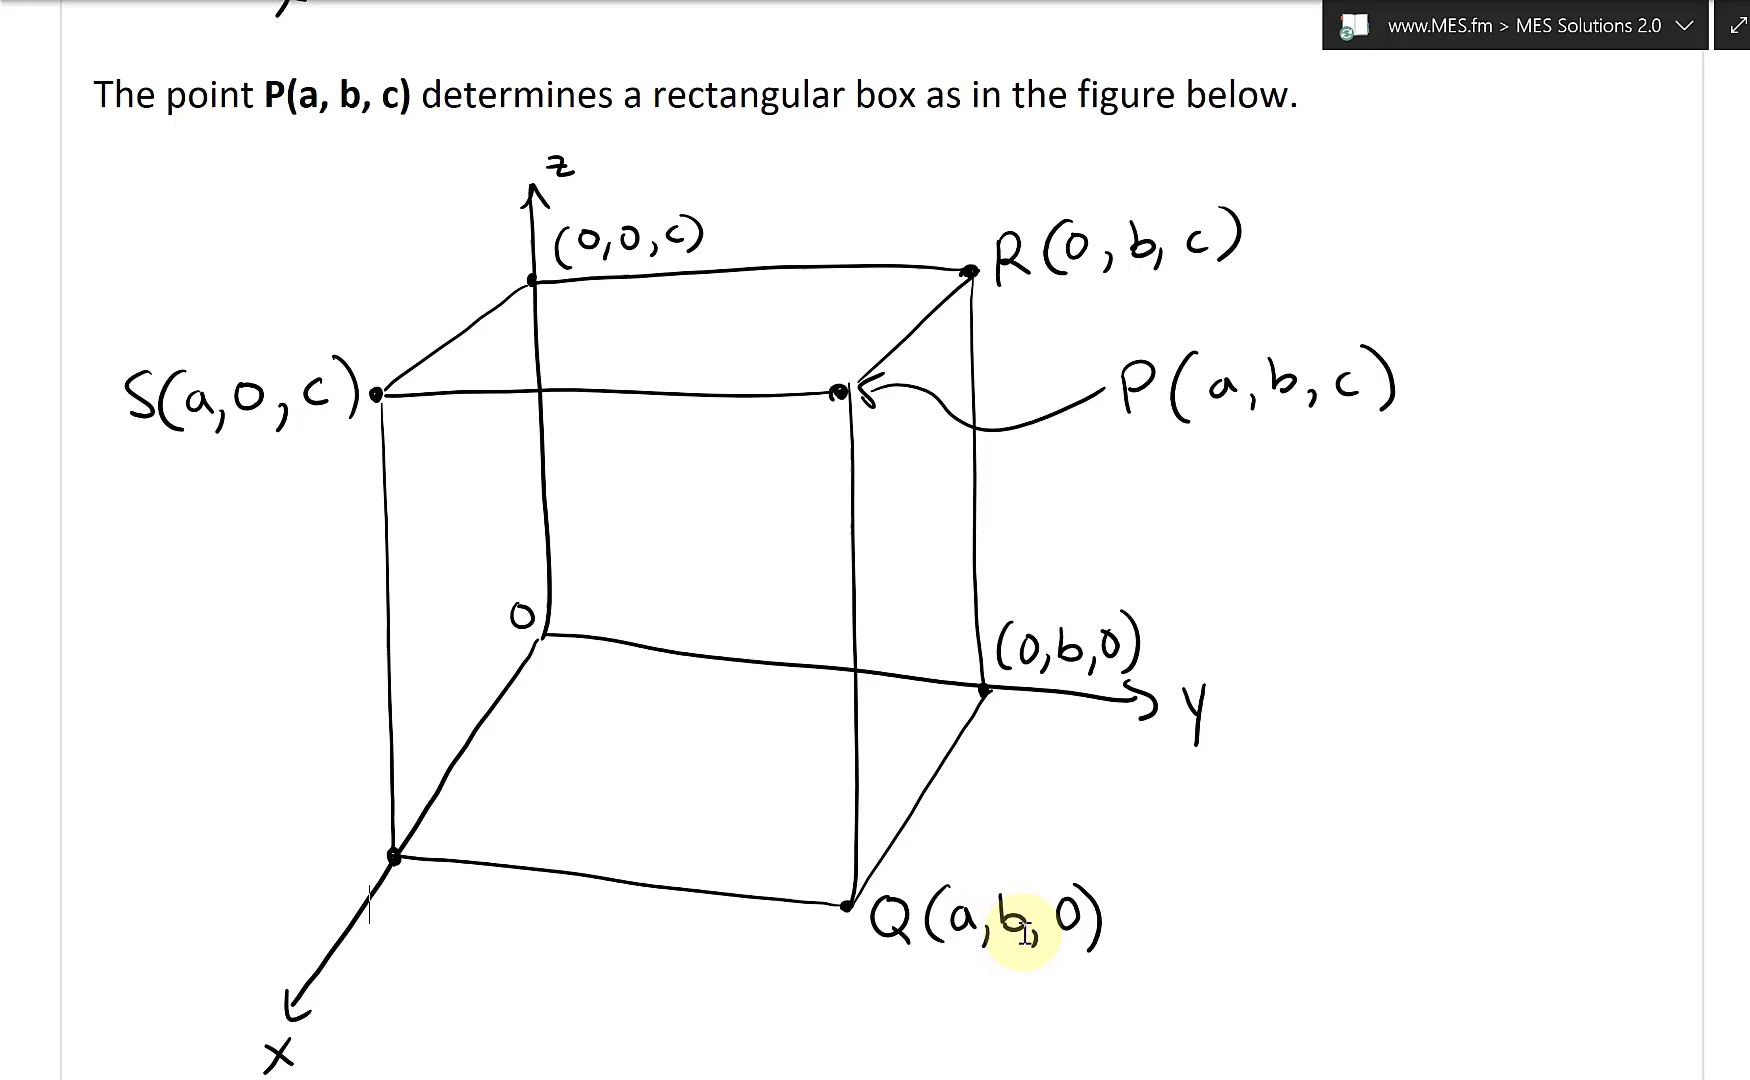 www.MES.fm > MES Solutions 2.0
The point P(a, b, c) determines a rectangular box as in the figure below.
z
(0,0,c)
R(0,b,c)
S(a,0,c)
P(a,b,c)
O
(0,b,0)
y
Q(a,b,0)
x